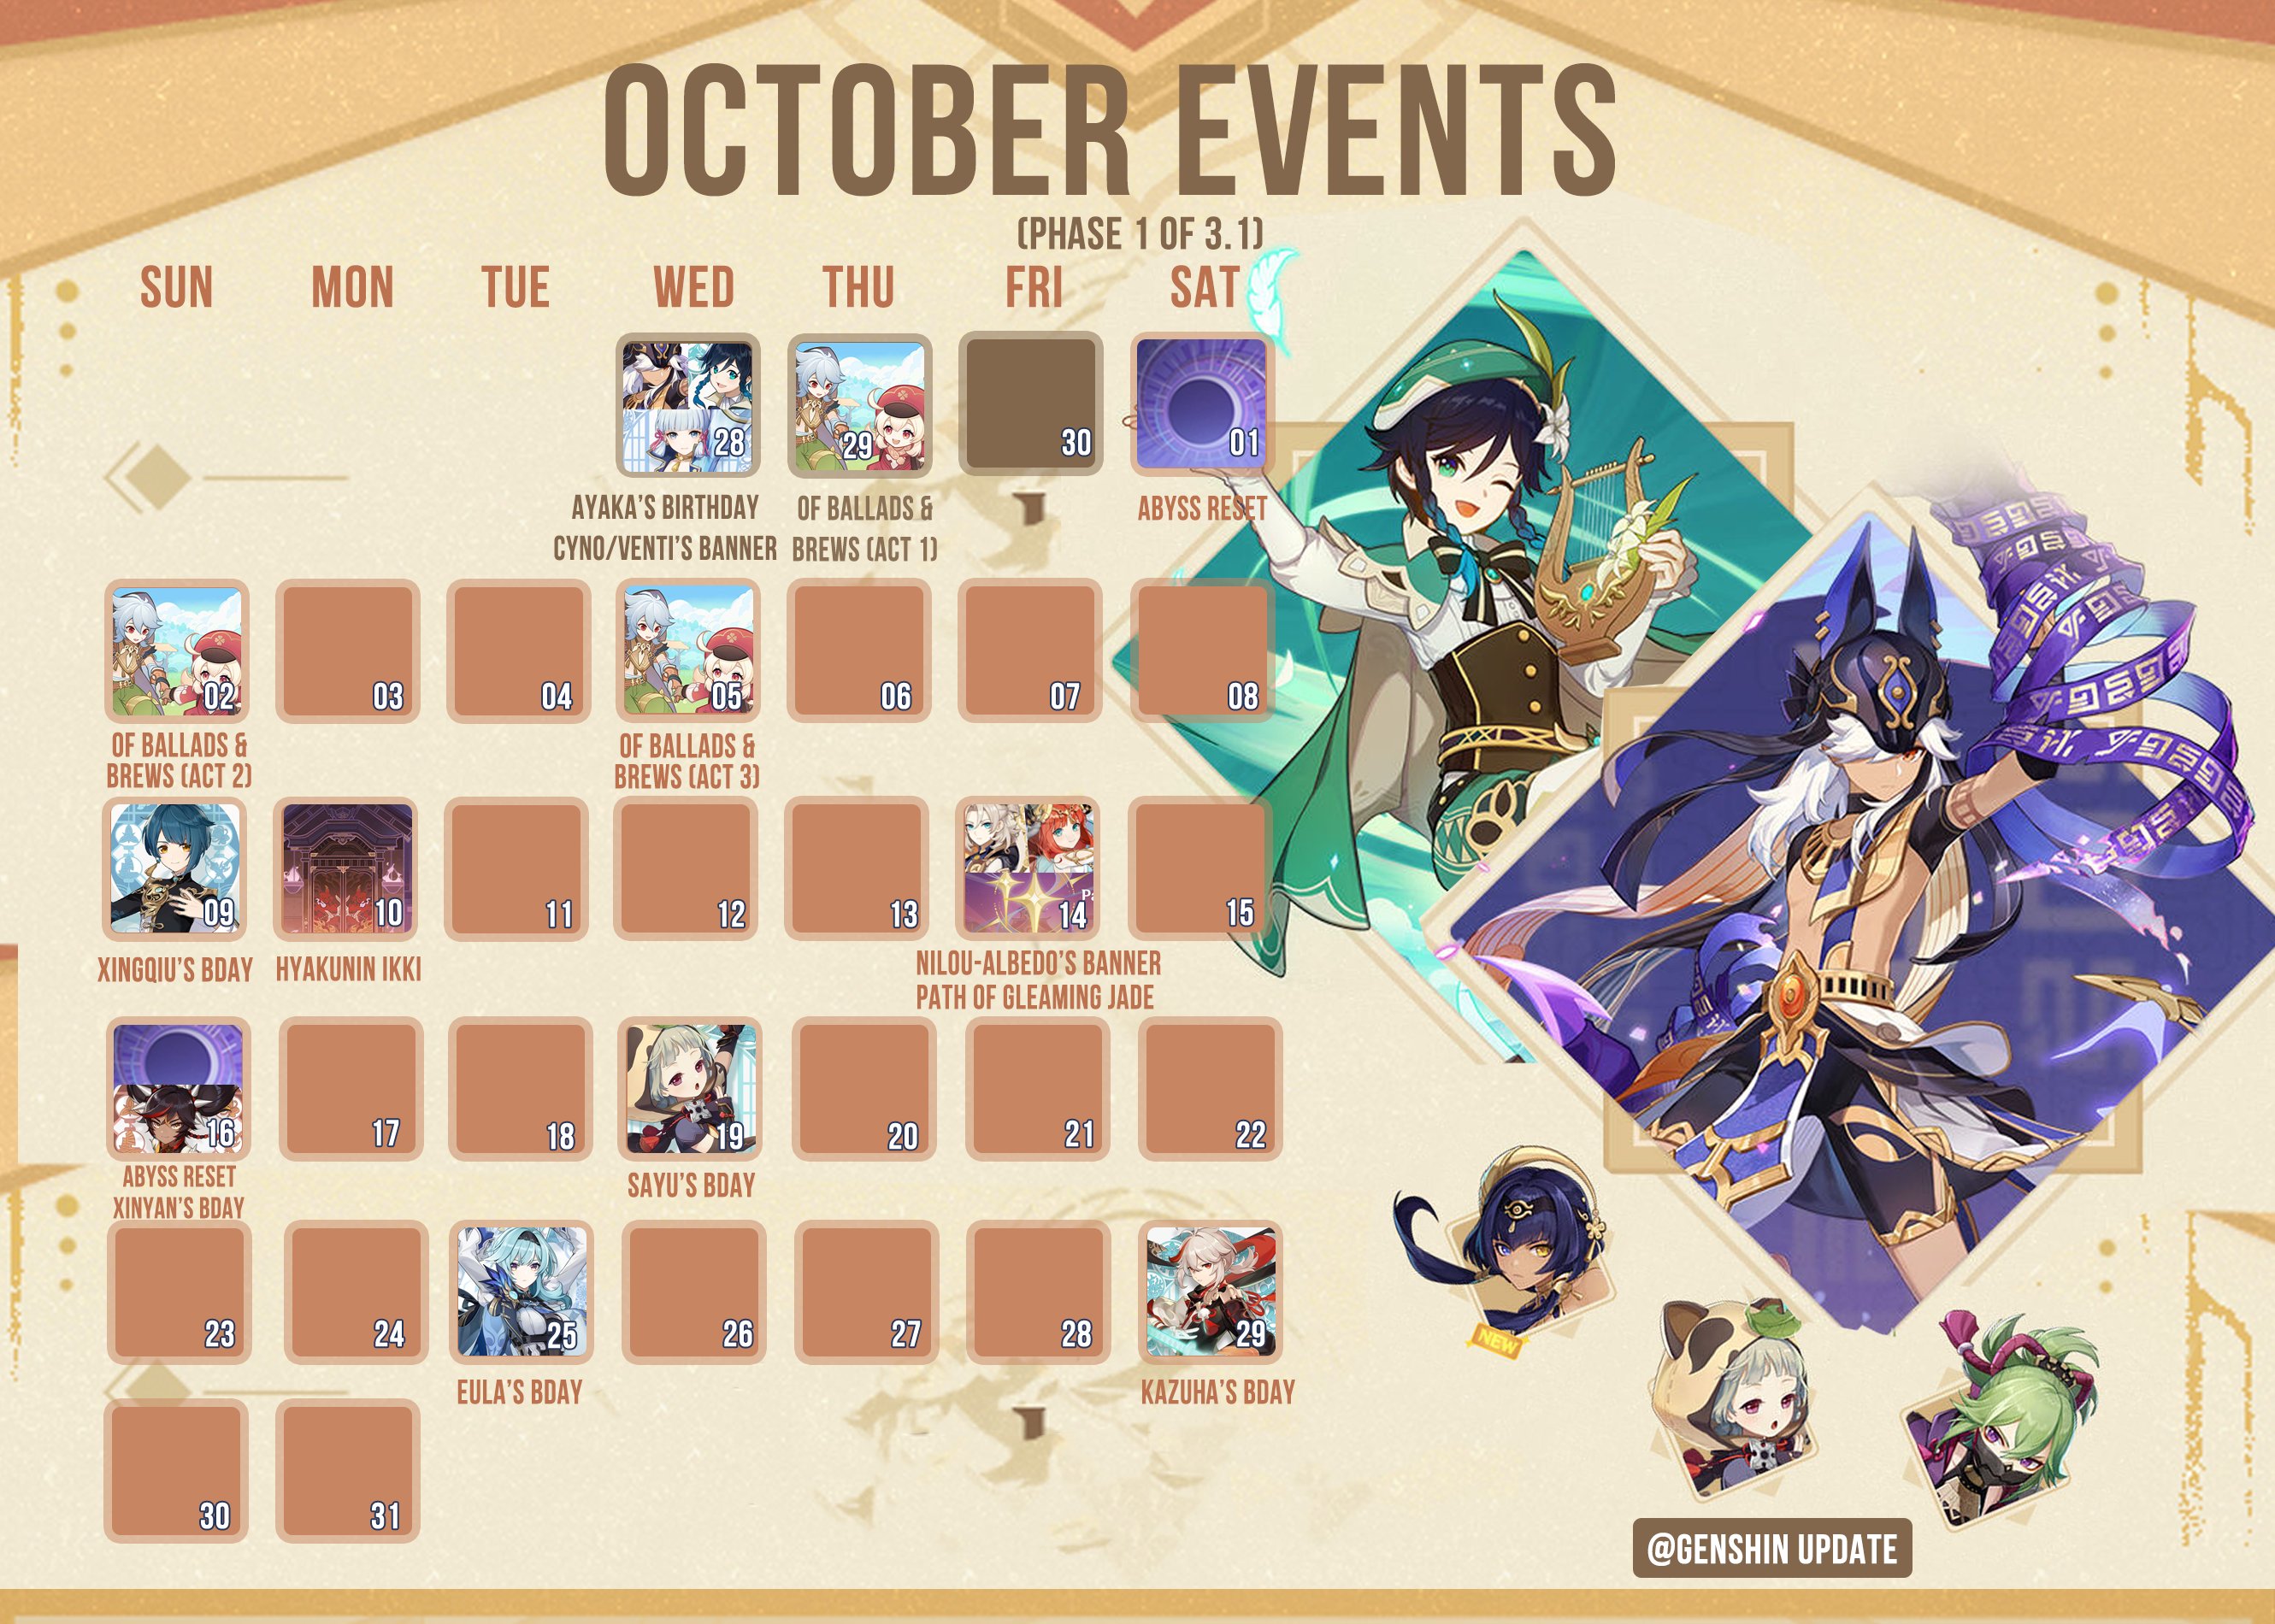 OCTOBER EVENTS
(PHASE 1 OF 3.1)
SUN MON TUE WED THU FRI SAT
28 29 30 01
AYAKA'S BIRTHDAY
CYNO/VENTI'S BANNER
OF BALLADS &
BREWS (ACT 1)
ABYSS RESET
02 03 04 05 06 07 08
OF BALLADS &
BREWS (ACT 2)
OF BALLADS &
BREWS (ACT 3)
09 10 11 12 13 14 15
XINGQIU'S BDAY
HYAKUNIN IKKI
NILOU-ALBEDO'S BANNER
PATH OF GLEAMING JADE
16 17 18 19 20 21 22
ABYSS RESET
XINYAN'S BDAY
SAYU'S BDAY
23 24 25 26 27 28 29
EULA'S BDAY
KAZUHA'S BDAY
30 31
NEW
@GENSHIN UPDATE